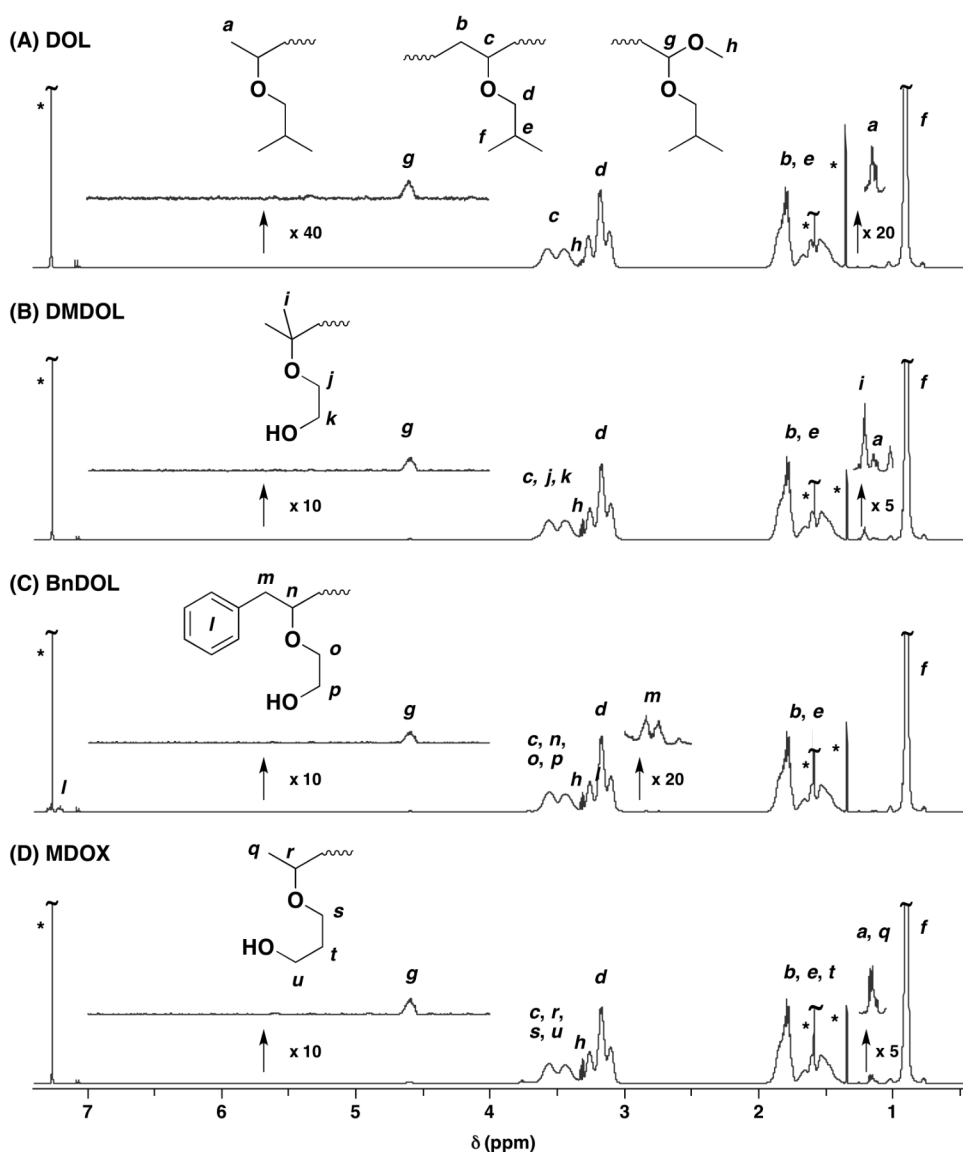 (A) DOL
a
b
c
g
O
h
O
O
d
O
f
e
*
~
g
x 40
c
h
d
b, e
*
~
*
a
x 20
~
f
(B) DMDOL
i
O
j
HO
k
*
~
g
x 10
c, j, k
h
d
b, e
*
~
*
i
a
x 5
~
f
(C) BnDOL
m
n
l
O
o
HO
p
*
~
l
g
x 10
c, n,
o, p
h
d
l
m
x 20
b, e
*
~
*
~
f
(D) MDOX
q
r
O
s
HO
t
u
*
~
g
x 10
c, r,
s, u
h
d
b, e, t
*
~
*
a, q
x 5
~
f
7 6 5 4 3 2 1
δ (ppm)